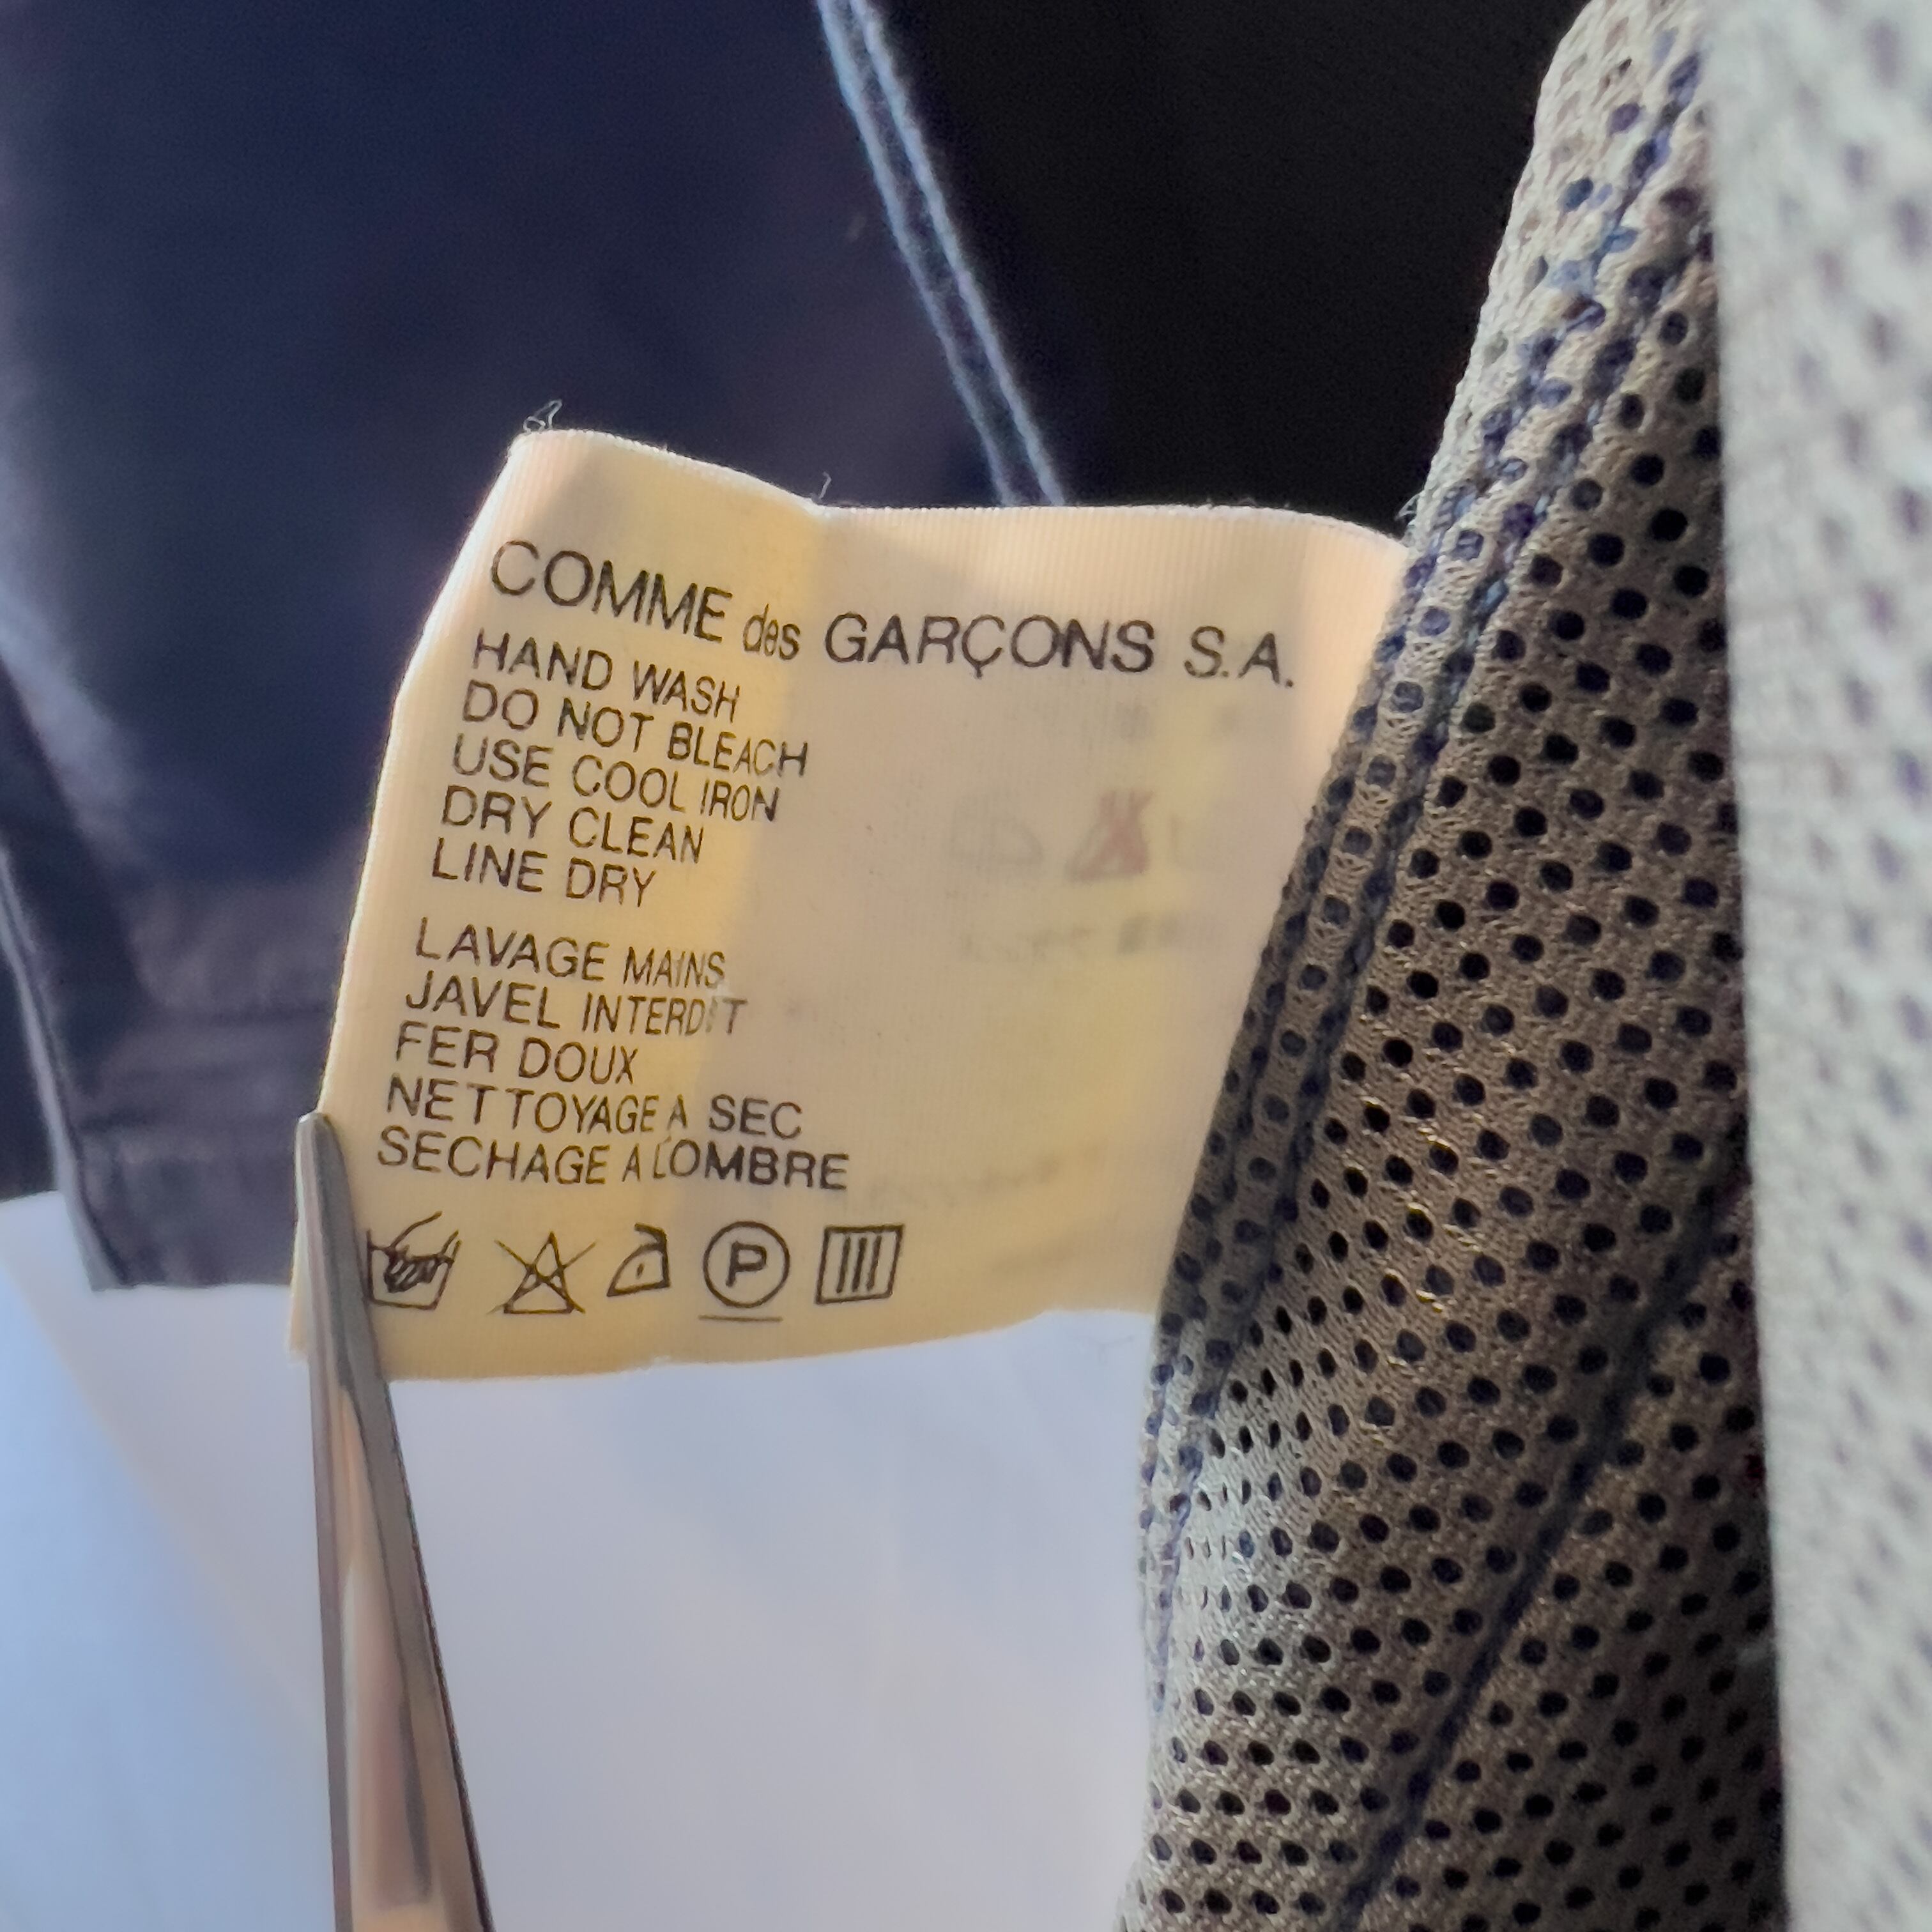 COMME des GARÇONS S.A.
HAND WASH
DO NOT BLEACH
USE COOL IRON
DRY CLEAN
LINE DRY
LAVAGE MAINS
JAVEL INTERDIT
FER DOUX
NETTOYAGE A SEC
SECHAGE A L'OMBRE
P